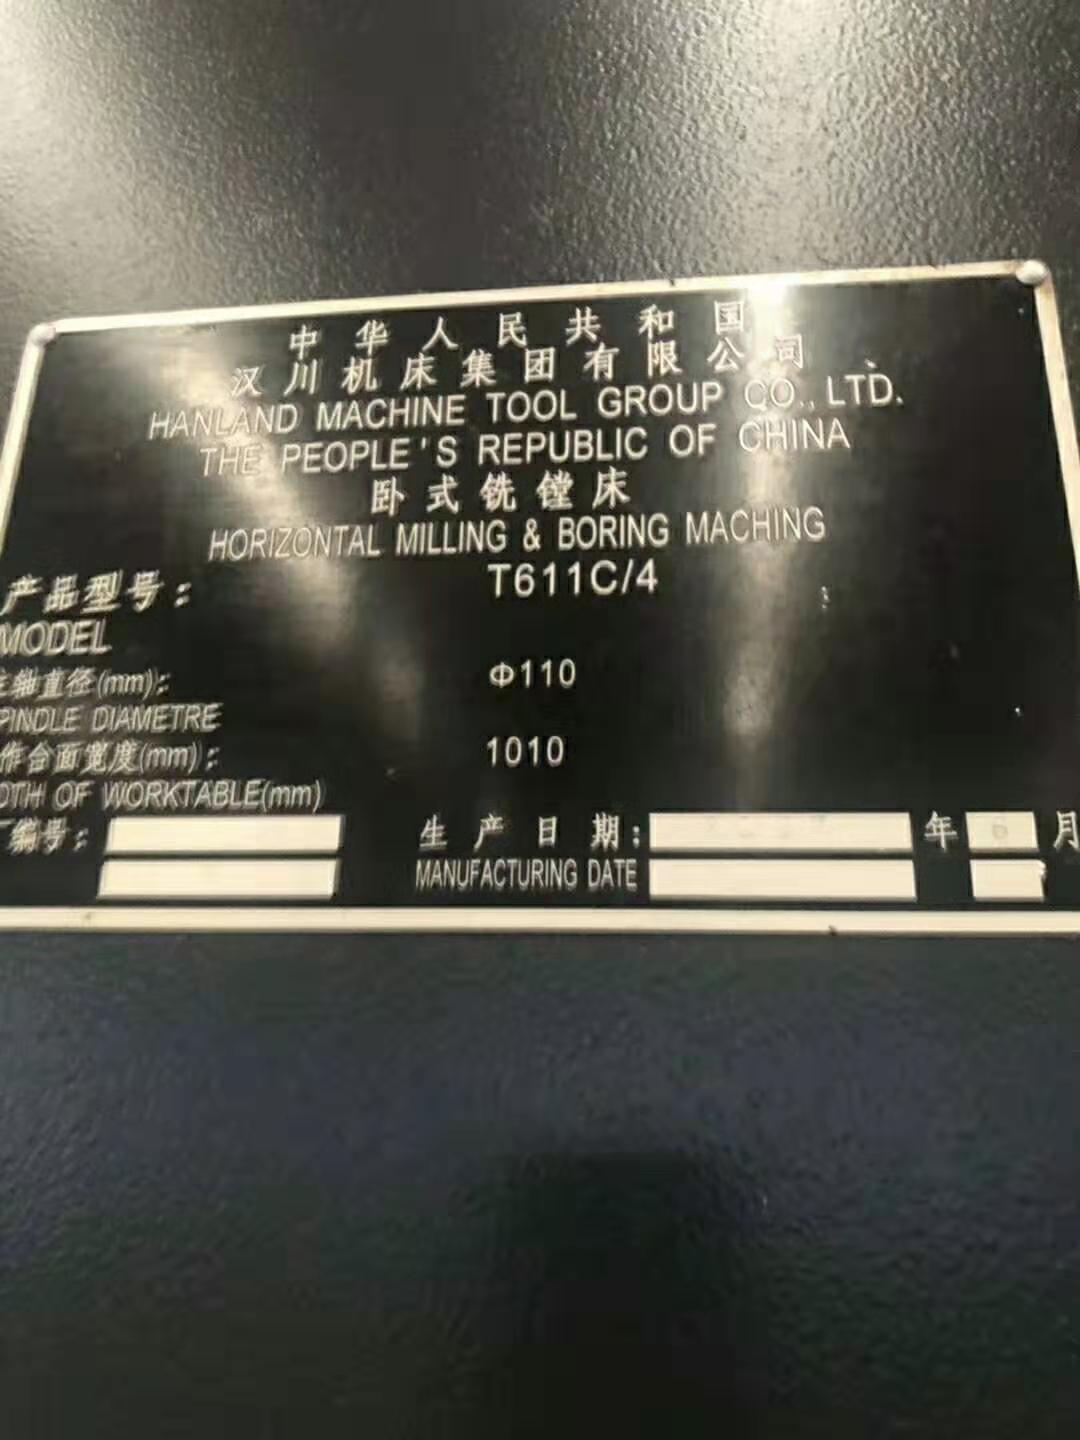 中华人民共和国
汉川机床集团有限公司
HANLAND MACHINE TOOL GROUP CO., LTD.
THE PEOPLE'S REPUBLIC OF CHINA
卧式铣镗床
HORIZONTAL MILLING & BORING MACHING
产品型号: T611C/4
MODEL
轴直径(mm): Φ110
PINDLE DIAMETRE
作台面宽度(mm): 1010
DTH OF WORKTABLE(mm)
编号: 生产日期: 年 6 月
MANUFACTURING DATE